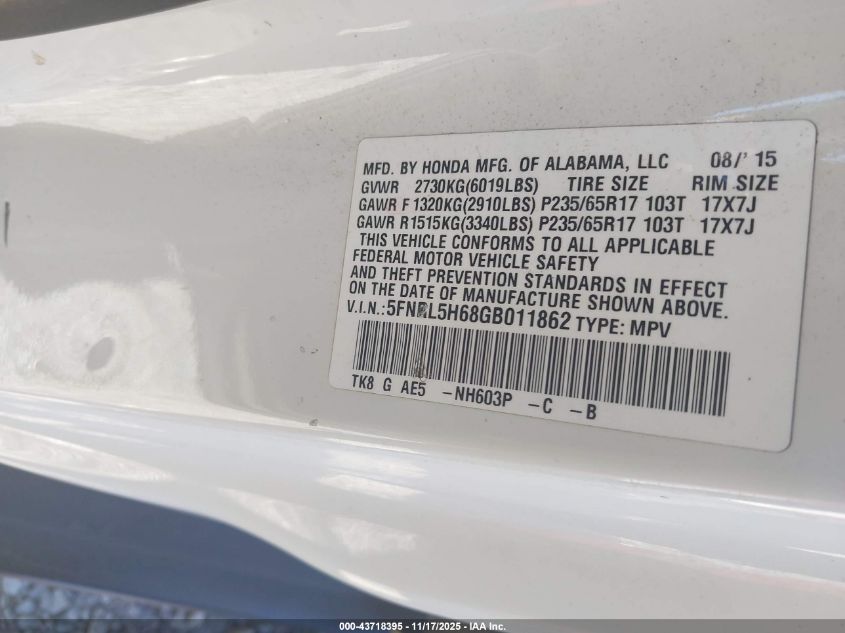 MFD. BY HONDA MFG. OF ALABAMA, LLC 08/'15
GVWR 2730KG(6019LBS) TIRE SIZE RIM SIZE
GAWR F 1320KG(2910LBS) P235/65R17 103T 17X7J
GAWR R1515KG(3340LBS) P235/65R17 103T 17X7J
THIS VEHICLE CONFORMS TO ALL APPLICABLE
FEDERAL MOTOR VEHICLE SAFETY
AND THEFT PREVENTION STANDARDS IN EFFECT
ON THE DATE OF MANUFACTURE SHOWN ABOVE.
V.I.N.:5FNRL5H68GB011862 TYPE: MPV
TK8 G AE5 -NH603P -C -B
000-43718395 - 11/17/2025 - IAAI.com